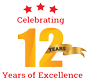 Celebrating
12 YEARS
Years of Excellence